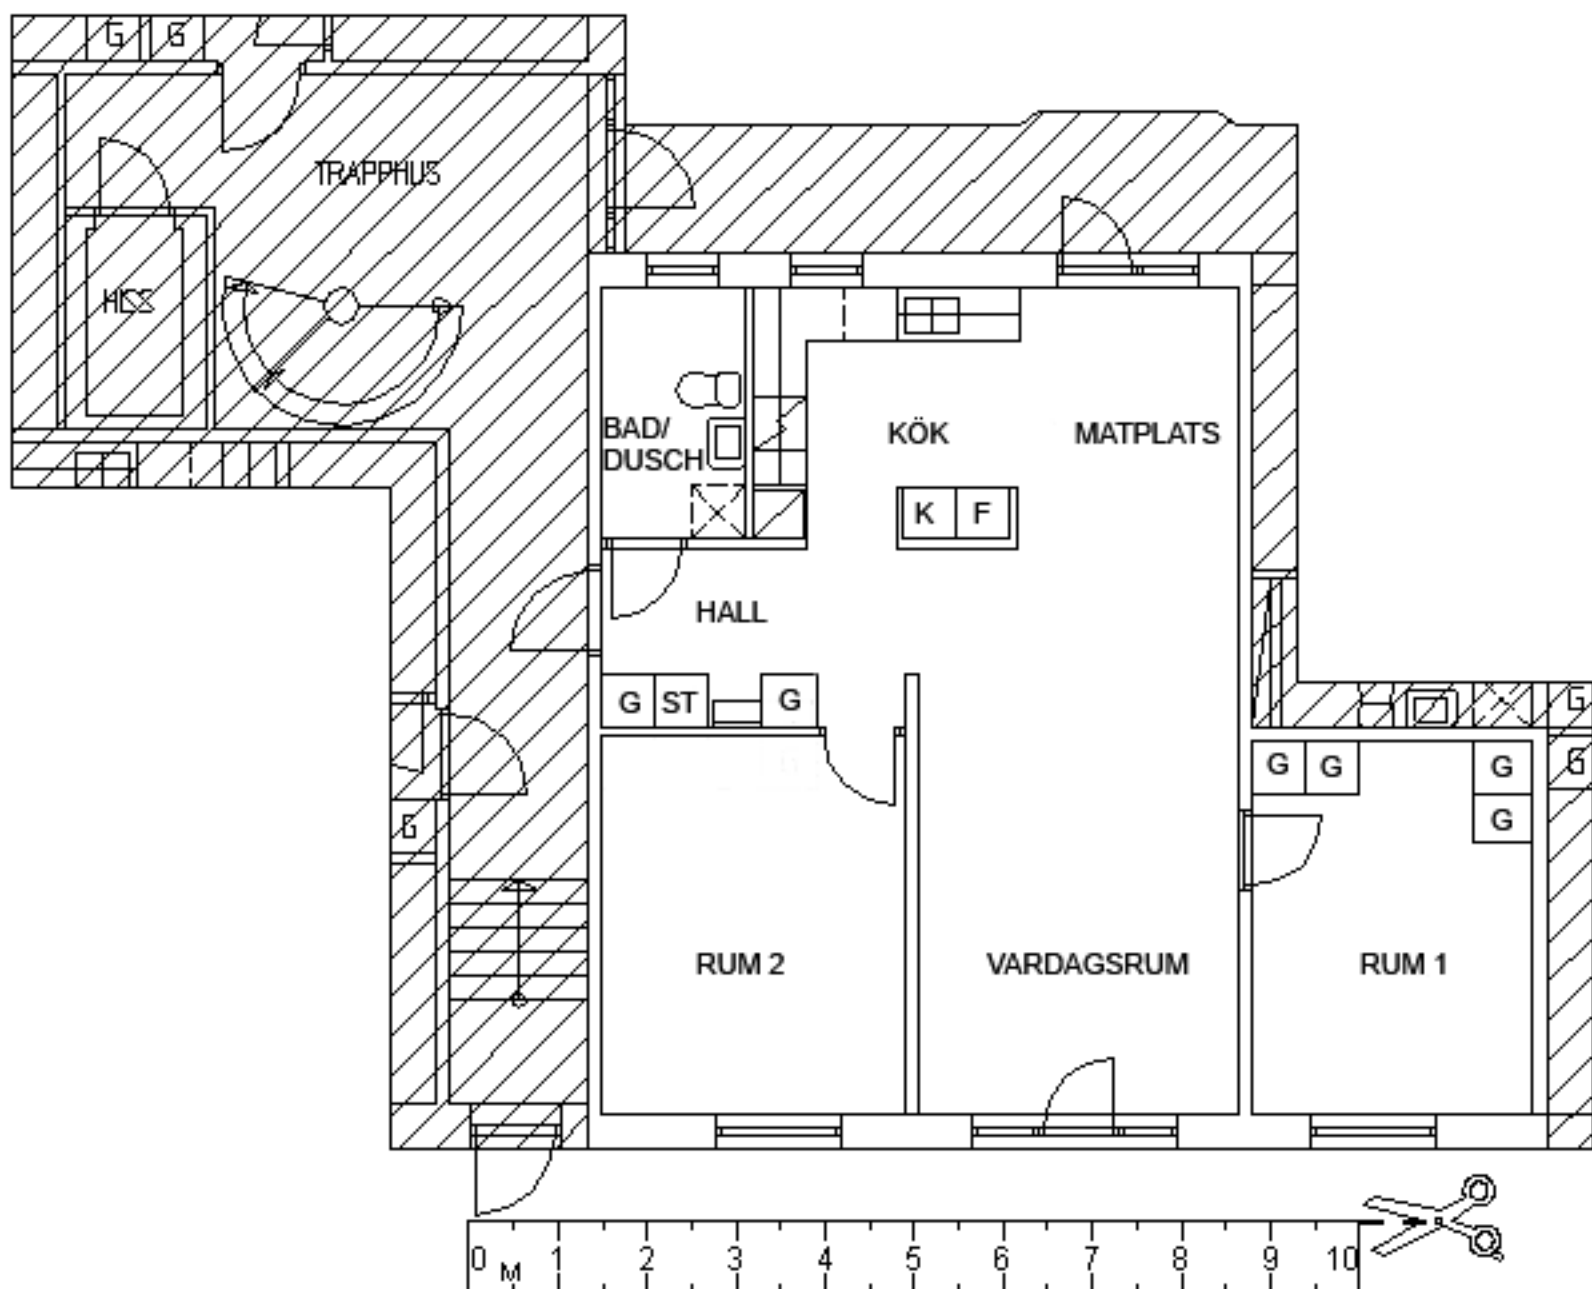 G G
TRAPPHUS
HISS
BAD/
DUSCH
KÖK
MATPLATS
K F
HALL
G ST G
G
G G G
G
G
G
RUM 2
VARDAGSRUM
RUM 1
0 M 1 2 3 4 5 6 7 8 9 10